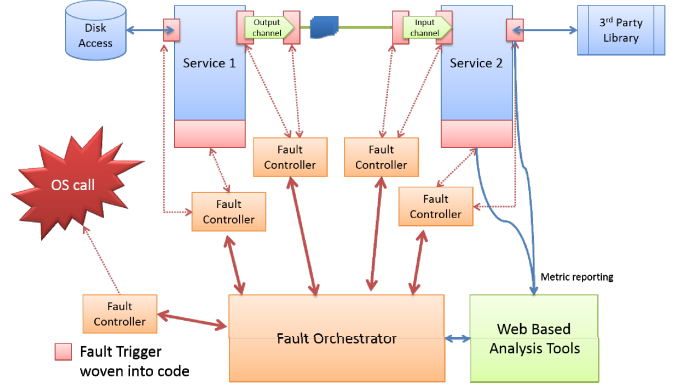 Disk
Access
Service 1
Output
channel
Input
channel
Service 2
3rd Party
Library
Fault
Controller
Fault
Controller
OS call
Fault
Controller
Fault
Controller
Metric reporting
Fault
Controller
Fault Orchestrator
Web Based
Analysis Tools
Fault Trigger
woven into code